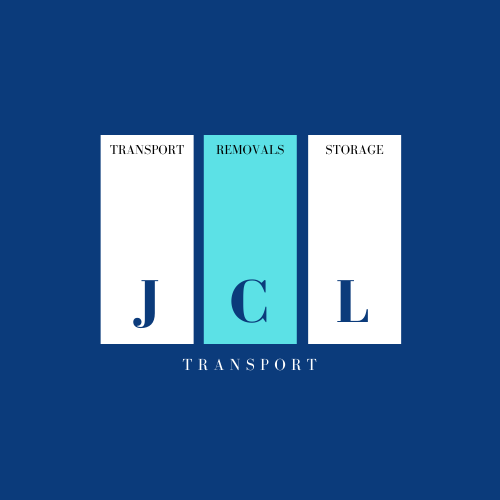 TRANSPORT REMOVALS STORAGE
J C L
TRANSPORT